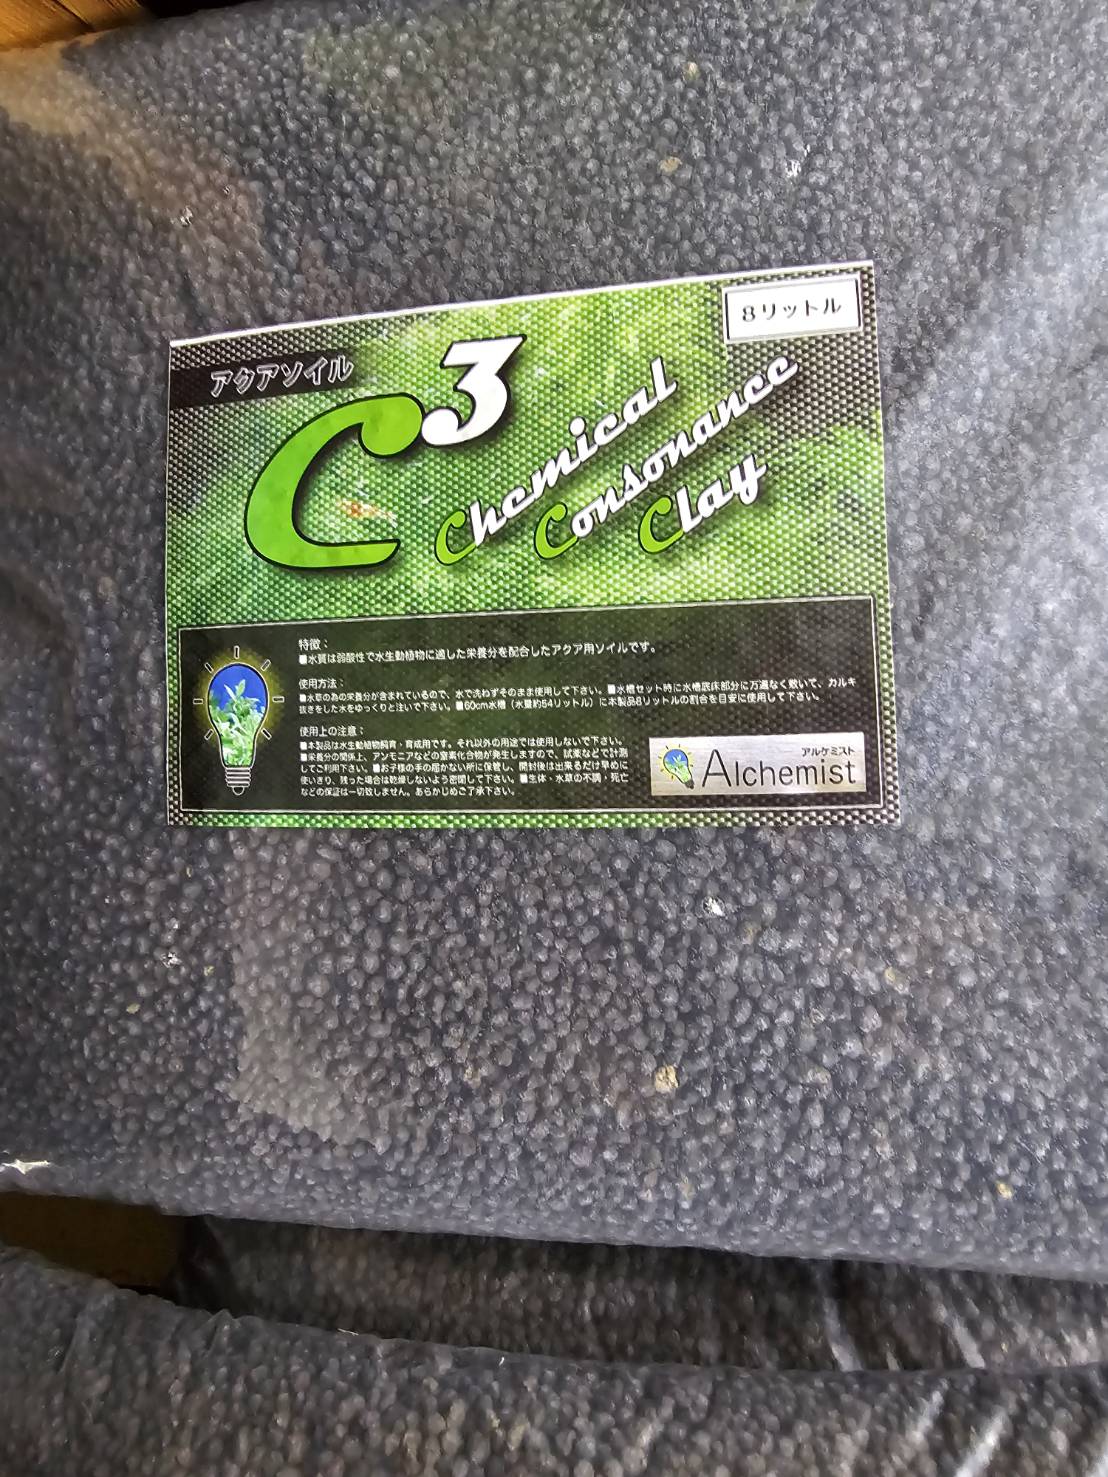 8リットル
アクアソイル
C3
Chemical
Consonance
Clay
特徴：
■水質は弱酸性で水生動植物に適した栄養分を配合したアクア用ソイルです。
使用方法：
■水草の為の栄養分が含まれているので、水で洗わずそのまま使用して下さい。■水槽セット時に水槽底床部分に万遍なく敷いて、カルキ
抜きをした水をゆっくりと注いで下さい。■60cm水槽（水量約54リットル）に本製品8リットルの割合を目安に使用して下さい。
使用上の注意：
■本製品は水生動植物飼育・育成用です。それ以外の用途では使用しないで下さい。
■栄養分の関係上、アンモニアなどの窒素化合物が発生しますので、試薬などで計測
してご利用下さい。■お子様の手の届かない所に保管し、開封後は出来るだけ早めに
使いきり、残った場合は乾燥しないよう密閉して下さい。■生体・水草の不調・死亡
などの保証は一切致しません。あらかじめご了承下さい。
アルケミスト
Alchemist